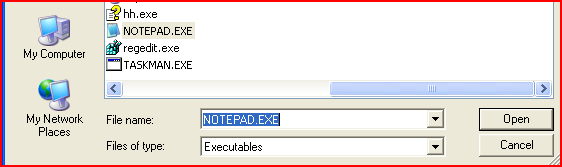 hh.exe
NOTEPAD.EXE
regedit.exe
TASKMAN.EXE
My Computer
My Network
Places
File name:
NOTEPAD.EXE
Open
Files of type:
Executables
Cancel